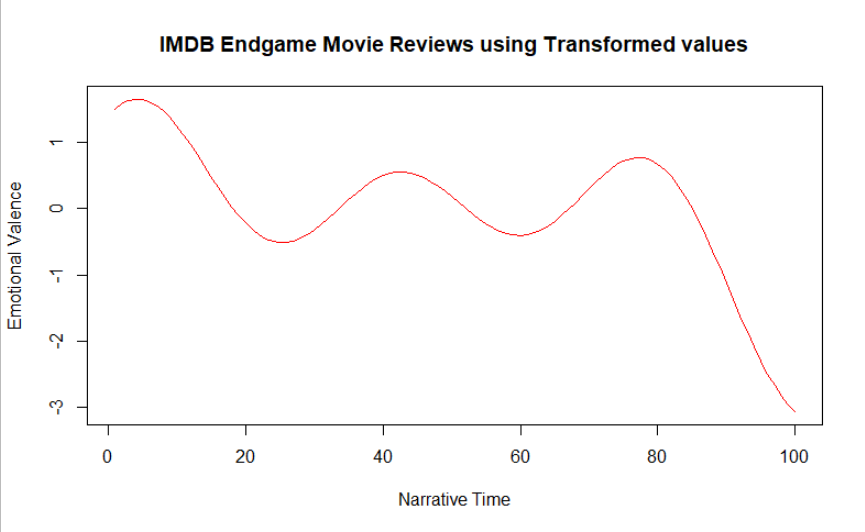 IMDB Endgame Movie Reviews using Transformed values
Emotional Valence
1
0
-1
-2
-3
0 20 40 60 80 100
Narrative Time